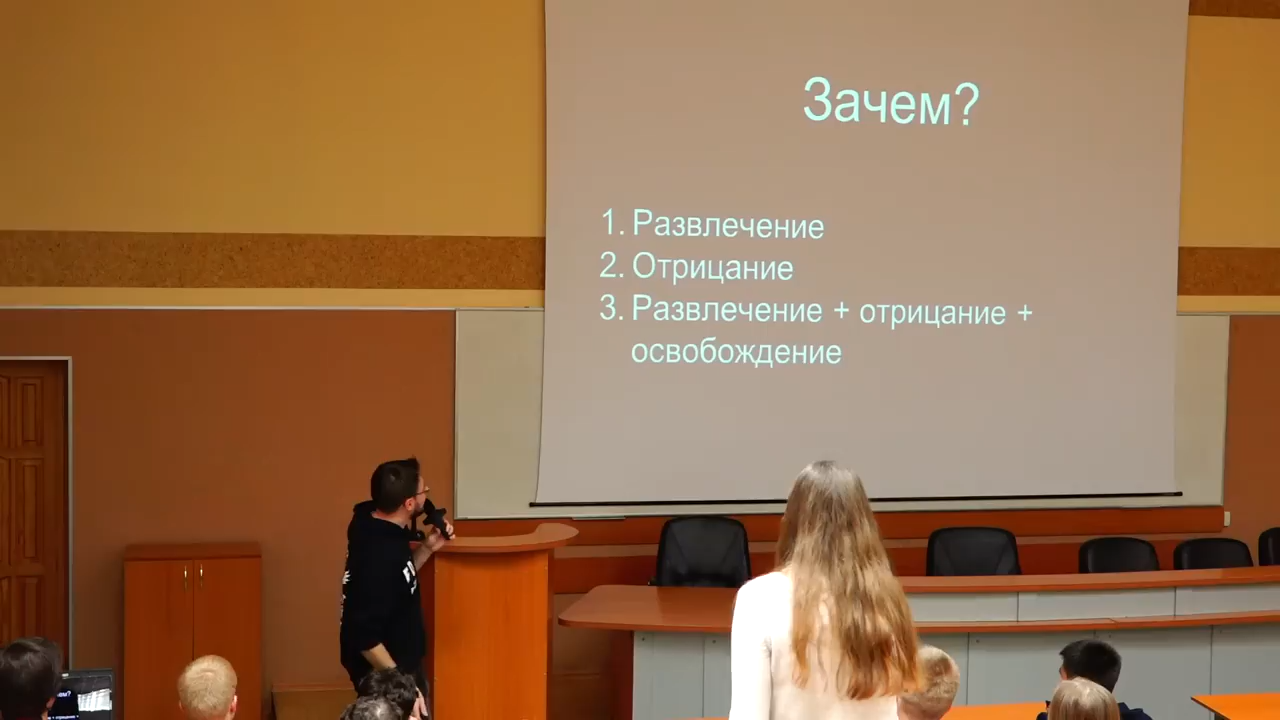 Зачем?
1. Развлечение
2. Отрицание
3. Развлечение + отрицание +
освобождение